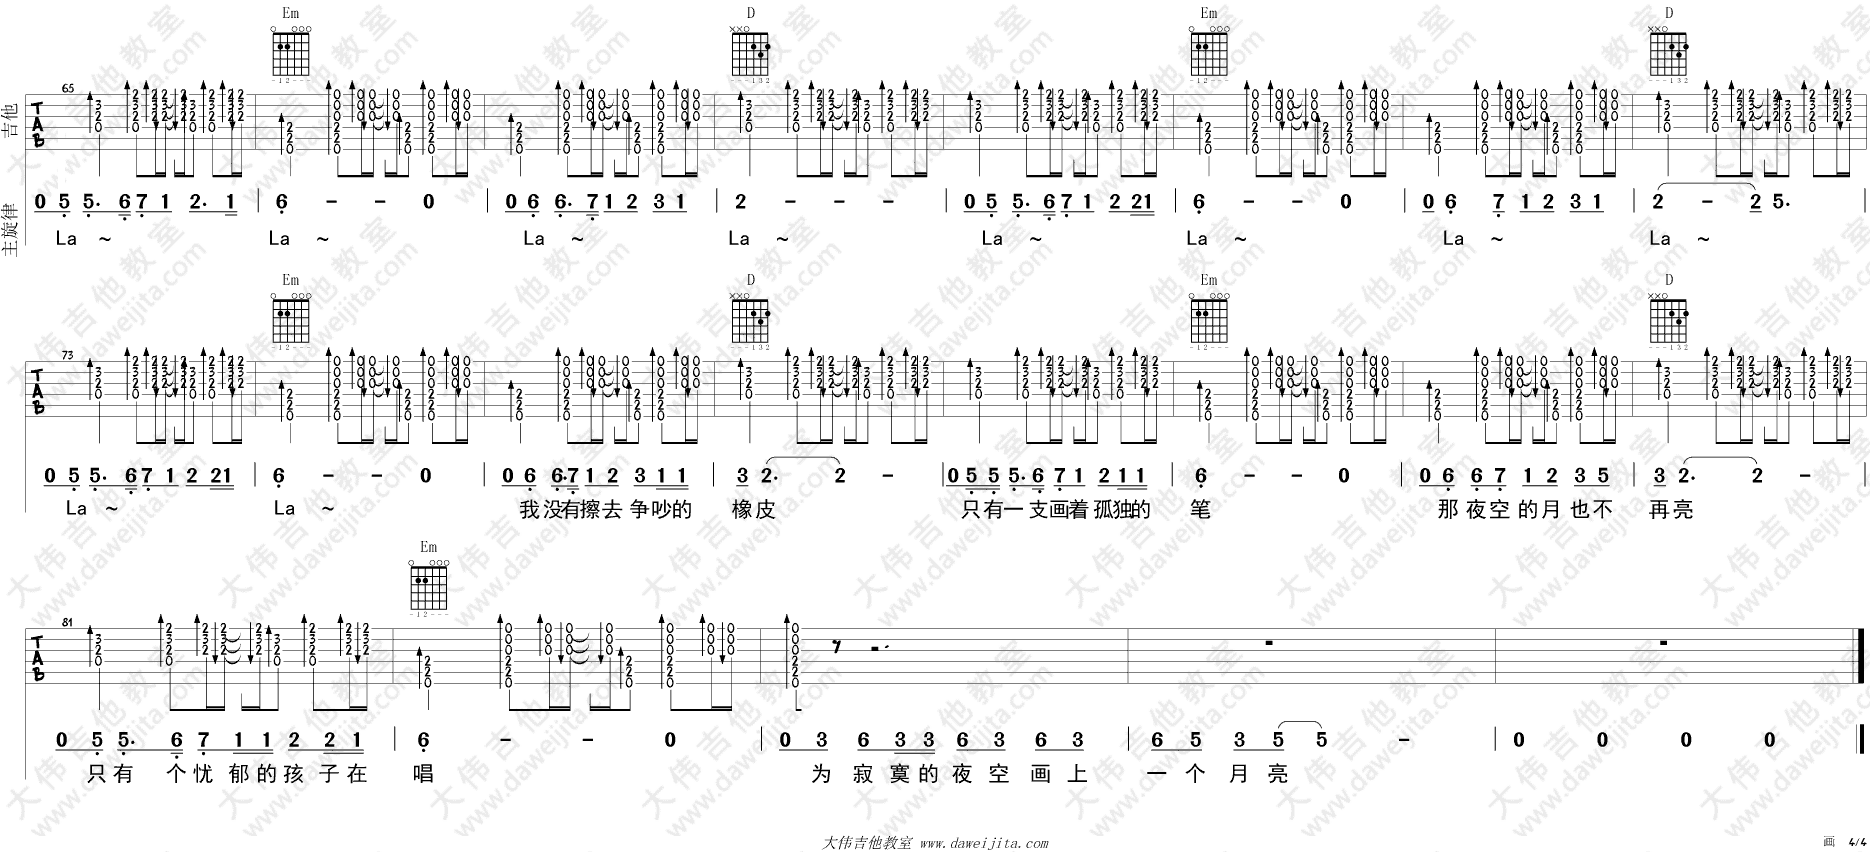 Em D Em D
65
吉他
TAB
主旋律
0 5 5. 6 7 1 2. 1 | 6 - - 0 | 0 6 6. 7 1 2 3 1 | 2 - - - | 0 5 5. 6 7 1 2 2 1 | 6 - - 0 | 0 6 7 1 2 3 1 | 2 - 2 5. |
La ~ La ~ La ~ La ~ La ~ La ~ La ~ La ~
Em D Em D
73
TAB
0 5 5. 6 7 1 2 2 1 | 6 - - 0 | 0 6 6. 7 1 2 3 1 1 | 3 2. 2 - | 0 5 5 5. 6 7 1 2 1 1 | 6 - - 0 | 0 6 6 7 1 2 3 5 | 3 2. 2 - |
La ~ La ~ 我没有擦去争吵的 橡皮 只有一支画着孤独的 笔 那夜空的月也不 再亮
Em
81
TAB
0 5 5. 6 7 1 1 2 2 1 | 6 - - 0 | 0 3 6 3 3 6 3 6 3 | 6 5 3 5 5 - | 0 0 0 0
只有 个忧郁的孩子在 唱 为寂寞的夜空画上 一个月亮
大伟吉他教室 www.daweijita.com
画 4/4